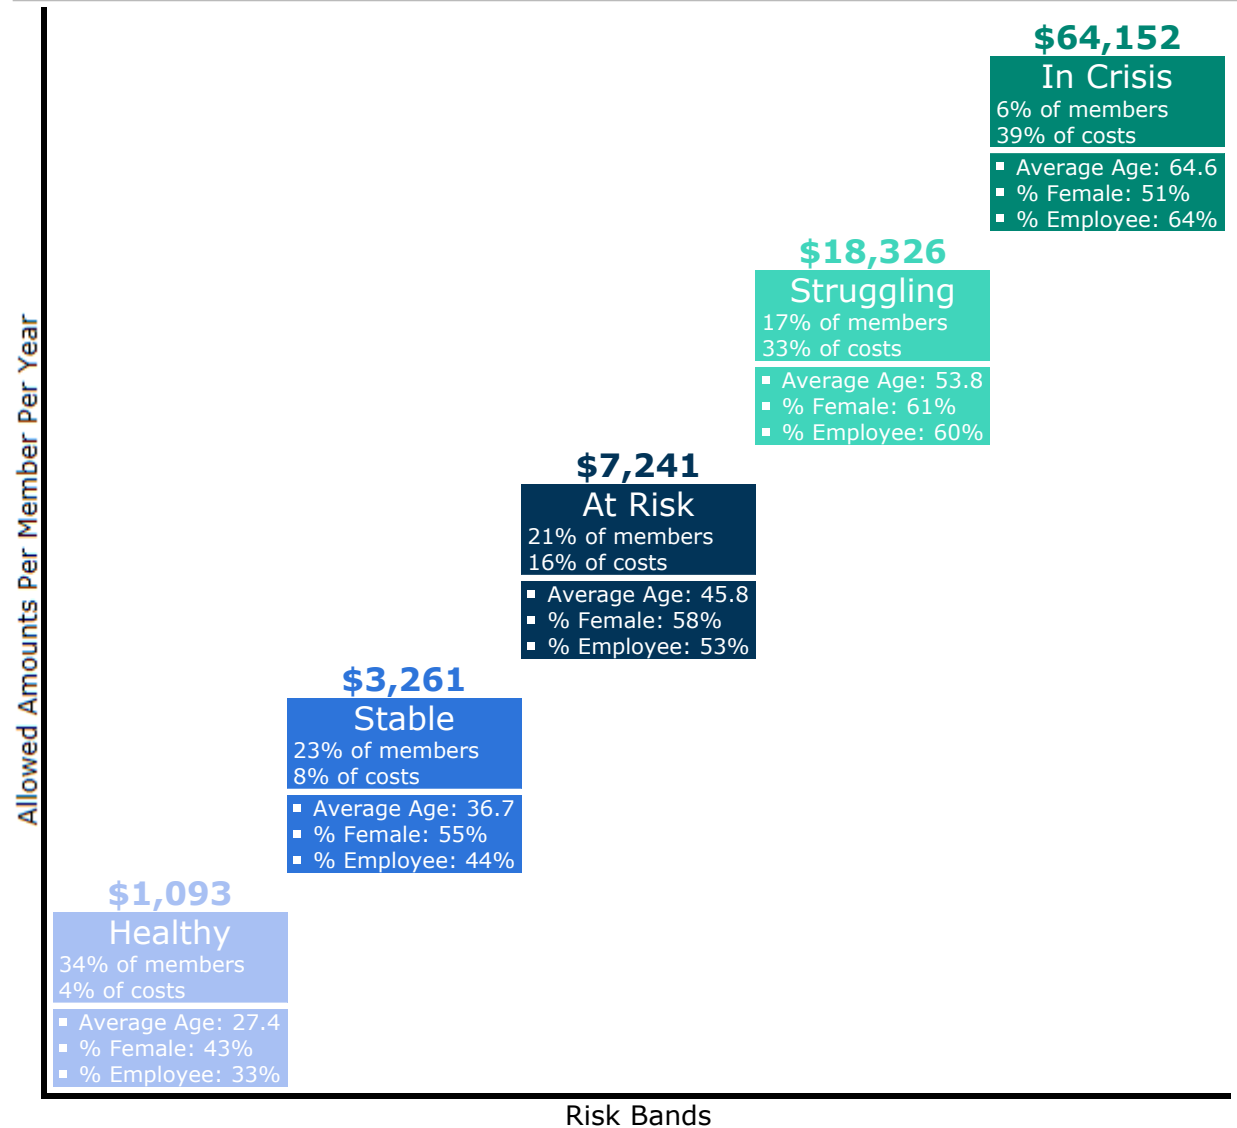 $64,152
In Crisis
6% of members
39% of costs
Average Age: 64.6
% Female: 51%
% Employee: 64%
$18,326
Struggling
17% of members
33% of costs
Average Age: 53.8
% Female: 61%
% Employee: 60%
$7,241
At Risk
21% of members
16% of costs
Average Age: 45.8
% Female: 58%
% Employee: 53%
$3,261
Stable
23% of members
8% of costs
Average Age: 36.7
% Female: 55%
% Employee: 44%
$1,093
Healthy
34% of members
4% of costs
Average Age: 27.4
% Female: 43%
% Employee: 33%
Allowed Amounts Per Member Per Year
Risk Bands